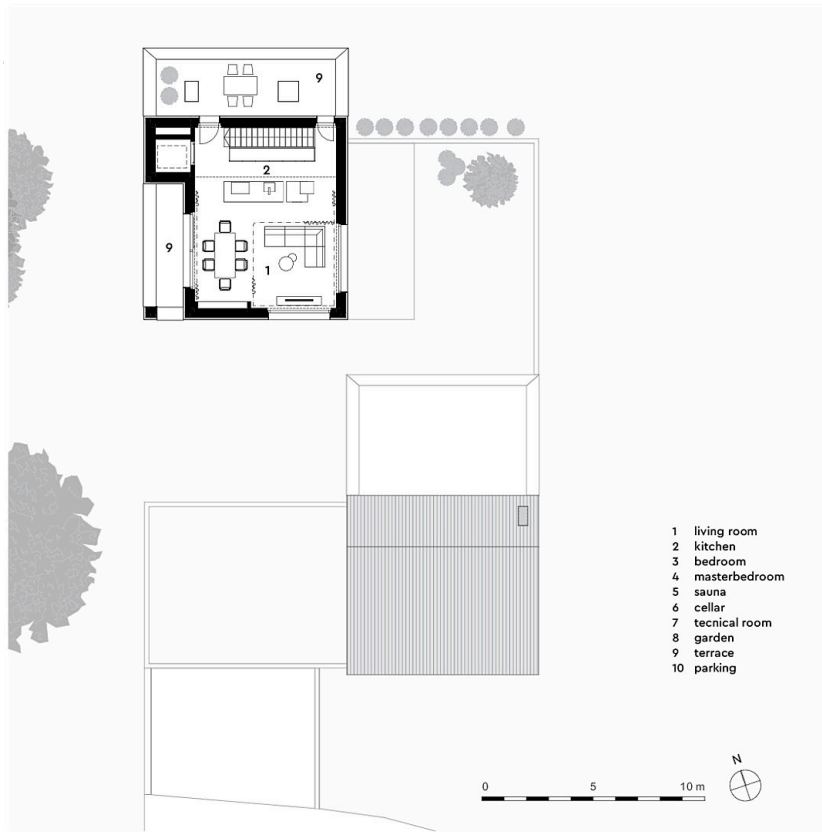 9
2
9
1
1 living room
2 kitchen
3 bedroom
4 masterbedroom
5 sauna
6 cellar
7 tecnical room
8 garden
9 terrace
10 parking
N
0 5 10 m